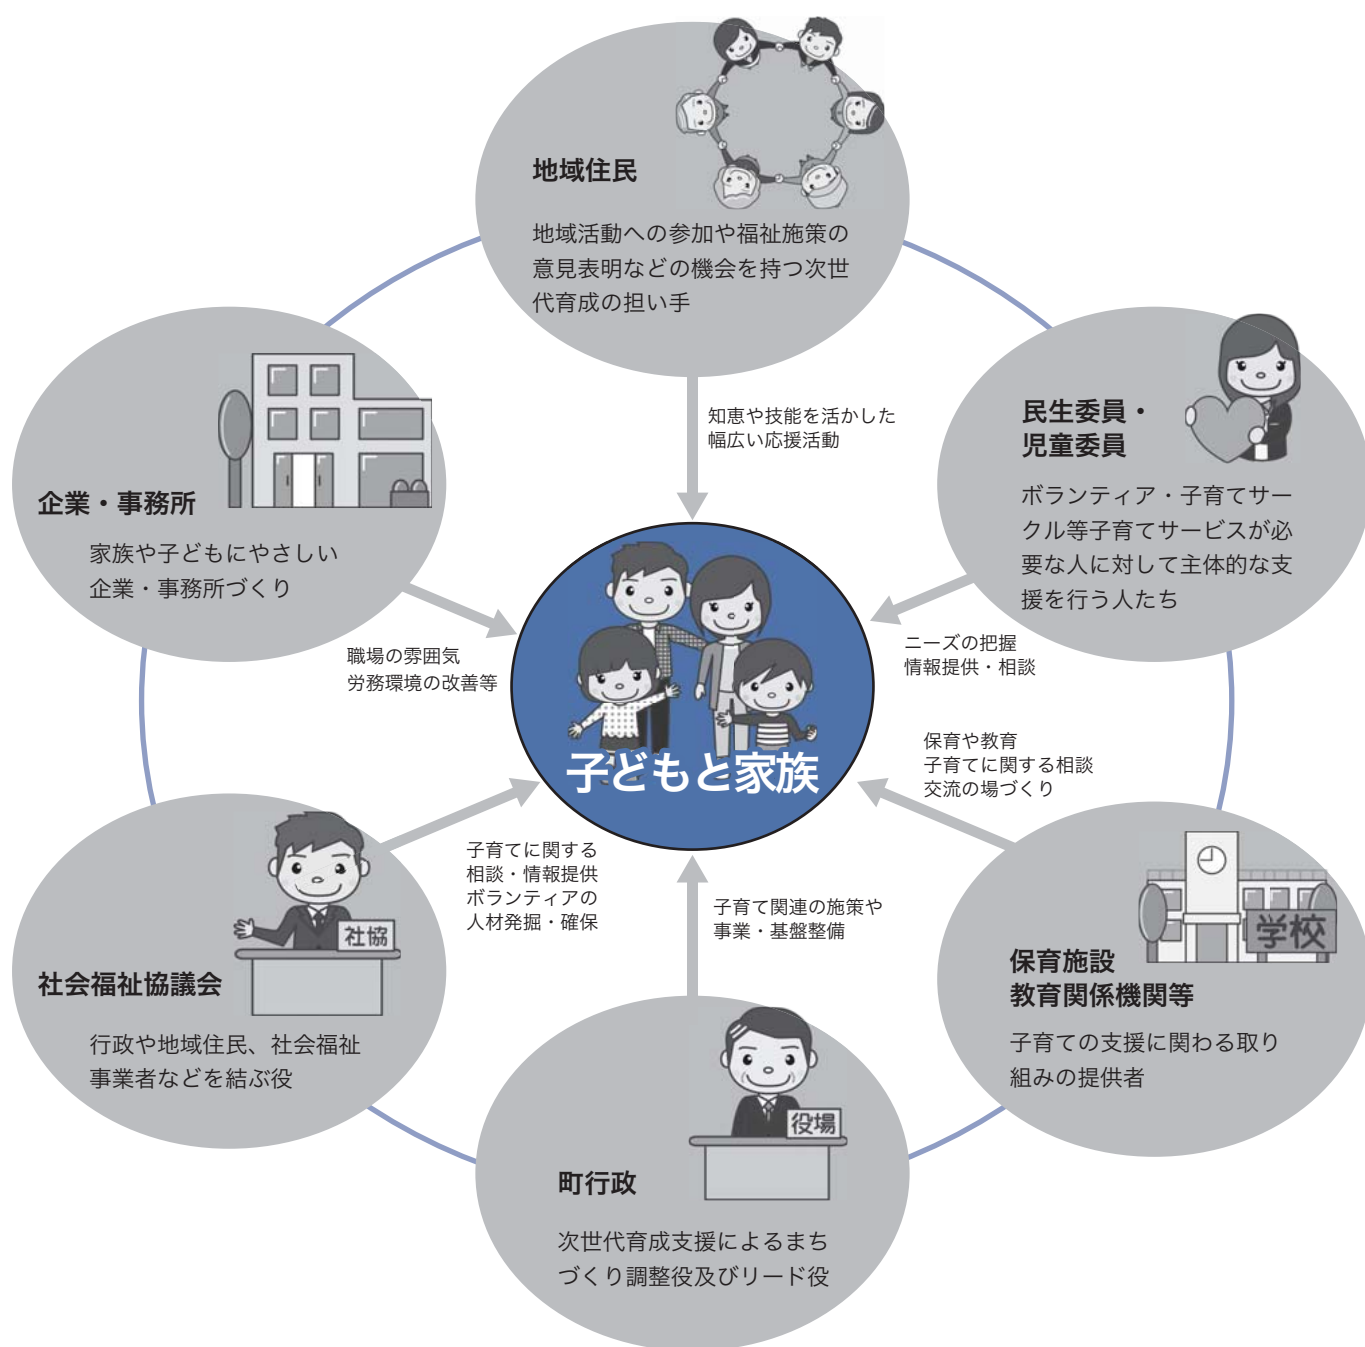 地域住民
地域活動への参加や福祉施策の
意見表明などの機会を持つ次世
代育成の担い手
知恵や技能を活かした
幅広い応援活動
民生委員・
児童委員
ボランティア・子育てサー
クル等子育てサービスが必
要な人に対して主体的な支
援を行う人たち
ニーズの把握
情報提供・相談
企業・事務所
家族や子どもにやさしい
企業・事務所づくり
職場の雰囲気
労務環境の改善等
子どもと家族
保育や教育
子育てに関する相談
交流の場づくり
学校
保育施設
教育関係機関等
子育ての支援に関わる取り
組みの提供者
子育てに関する
相談・情報提供
ボランティアの
人材発掘・確保
社協
社会福祉協議会
行政や地域住民、社会福祉
事業者などを結ぶ役
子育て関連の施策や
事業・基盤整備
役場
町行政
次世代育成支援によるまち
づくり調整役及びリード役